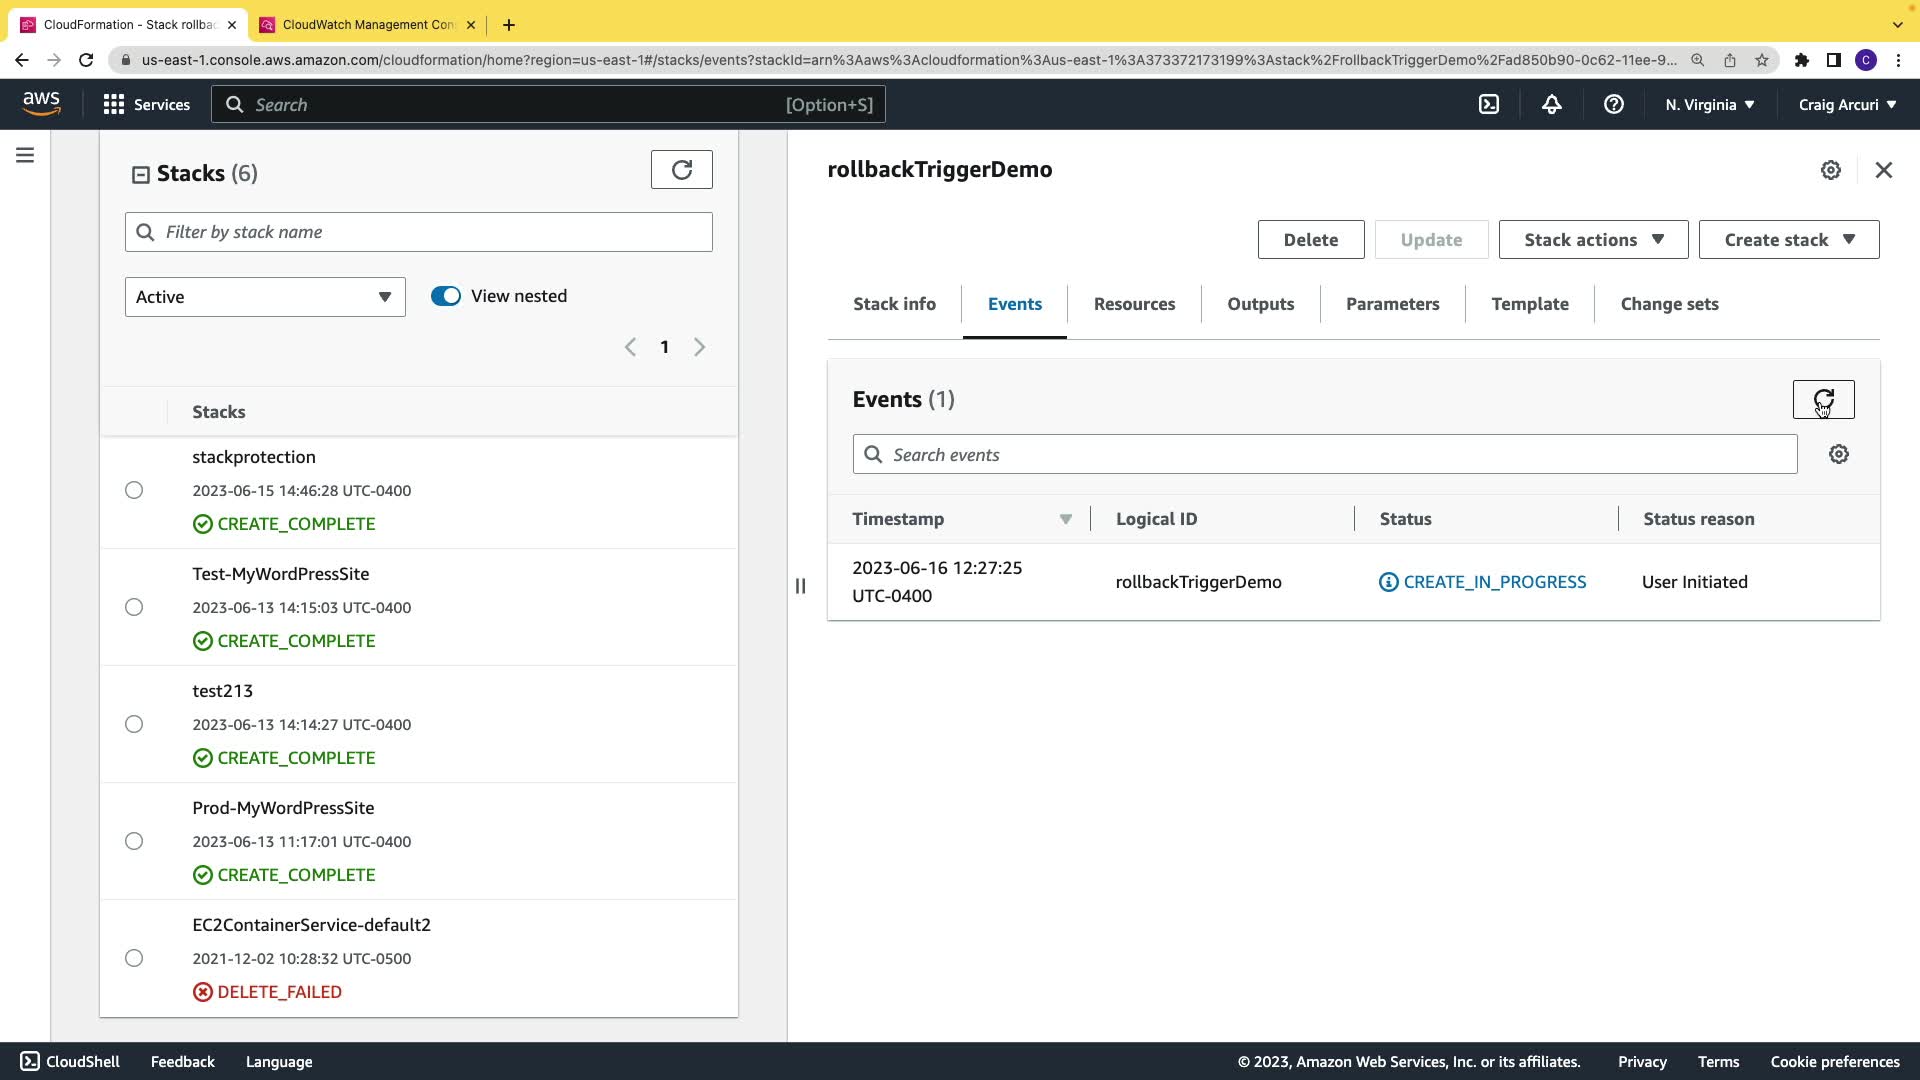 CloudFormation - Stack rollbac
CloudWatch Management Con
us-east-1.console.aws.amazon.com/cloudformation/home?region=us-east-1#/stacks/events?stackId=arn%3Aaws%3Acloudformation%3Aus-east-1%3A373372173199%3Astack%2FrollbackTriggerDemo%2Fad850b90-0c62-11ee-9...
C
aws
Services
Search
[Option+S]
N. Virginia
Craig Arcuri
Stacks (6)
Filter by stack name
Active
View nested
1
Stacks
stackprotection
2023-06-15 14:46:28 UTC-0400
CREATE_COMPLETE
Test-MyWordPressSite
2023-06-13 14:15:03 UTC-0400
CREATE_COMPLETE
test213
2023-06-13 14:14:27 UTC-0400
CREATE_COMPLETE
Prod-MyWordPressSite
2023-06-13 11:17:01 UTC-0400
CREATE_COMPLETE
EC2ContainerService-default2
2021-12-02 10:28:32 UTC-0500
DELETE_FAILED
rollbackTriggerDemo
Delete
Update
Stack actions
Create stack
Stack info
Events
Resources
Outputs
Parameters
Template
Change sets
Events (1)
Search events
Timestamp
Logical ID
Status
Status reason
2023-06-16 12:27:25
UTC-0400
rollbackTriggerDemo
CREATE_IN_PROGRESS
User Initiated
CloudShell
Feedback
Language
© 2023, Amazon Web Services, Inc. or its affiliates.
Privacy
Terms
Cookie preferences